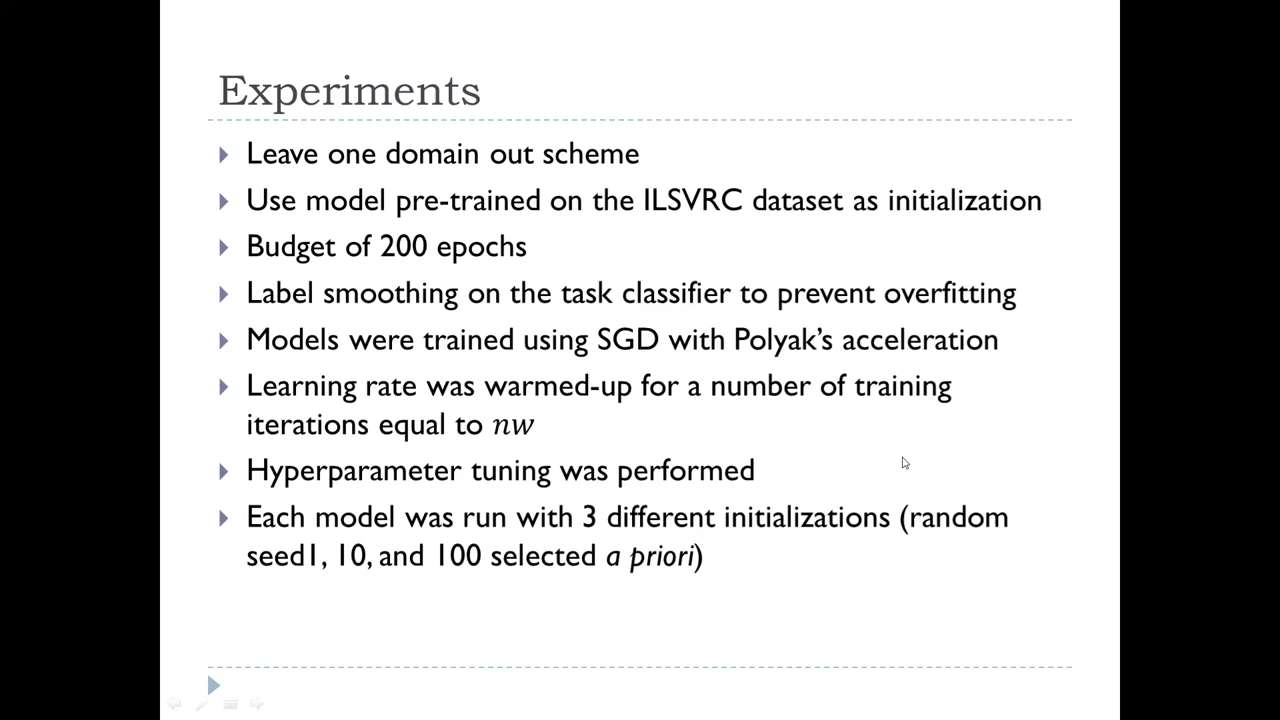 Experiments
Leave one domain out scheme
Use model pre-trained on the ILSVRC dataset as initialization
Budget of 200 epochs
Label smoothing on the task classifier to prevent overfitting
Models were trained using SGD with Polyak’s acceleration
Learning rate was warmed-up for a number of training
iterations equal to nw
Hyperparameter tuning was performed
Each model was run with 3 different initializations (random
seed1, 10, and 100 selected a priori)